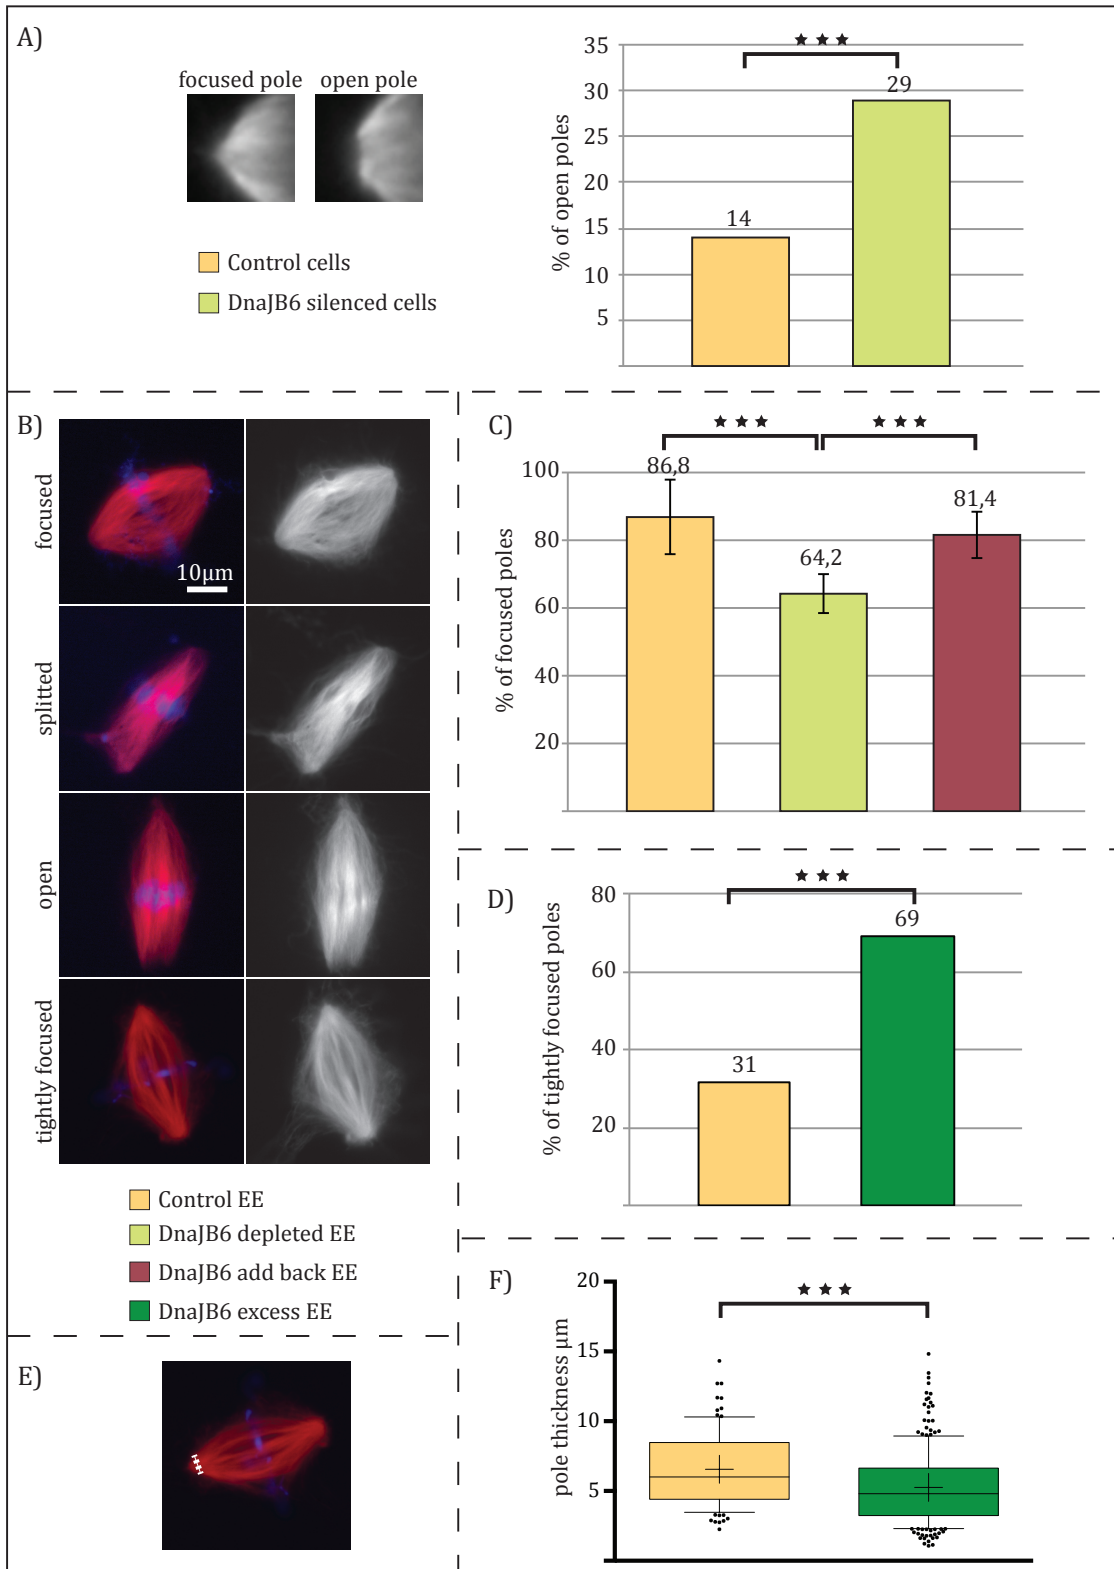 A)
focused pole
open pole
Control cells
DnaJB6 silenced cells
% of open poles
35
30
25
20
15
10
5
★ ★ ★
14
29
B)
focused
10µm
splitted
open
tightly focused
Control EE
DnaJB6 depleted EE
DnaJB6 add back EE
DnaJB6 excess EE
C)
% of focused poles
100
80
60
40
20
★ ★ ★
★ ★ ★
86,8
64,2
81,4
D)
% of tightly focused poles
80
60
40
20
★ ★ ★
31
69
E)
F)
pole thickness µm
20
15
10
5
★ ★ ★